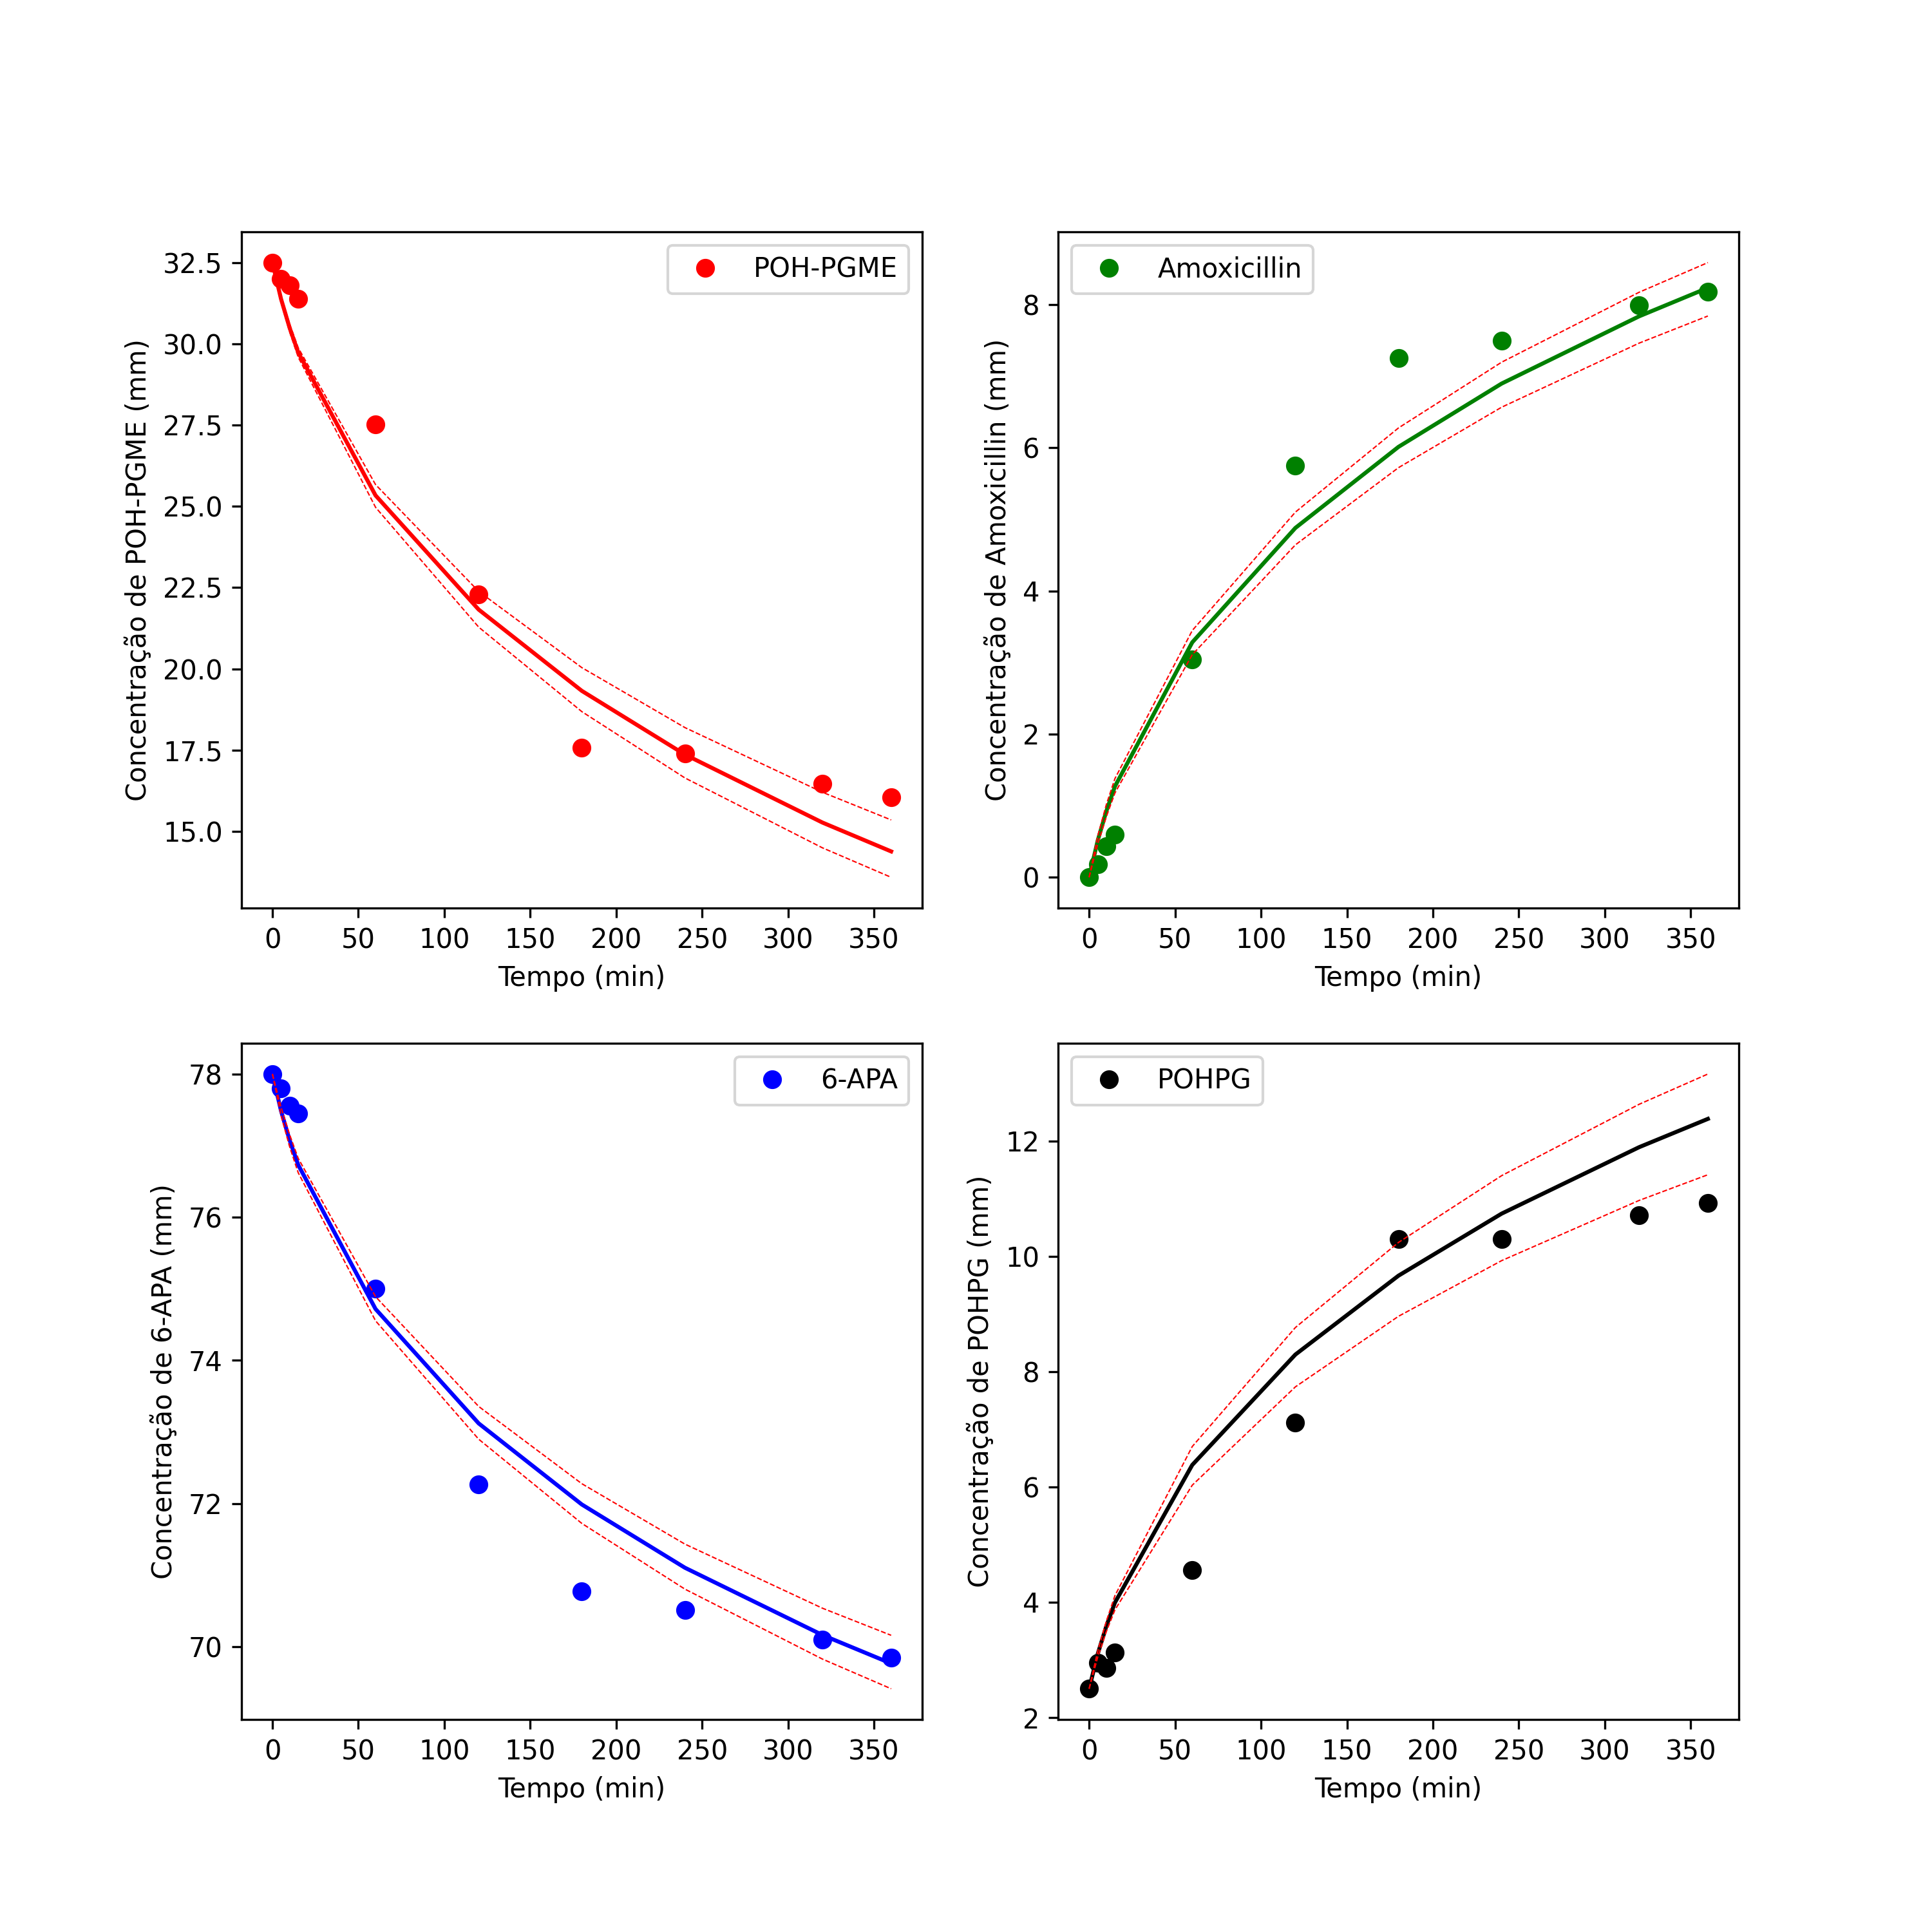 POH-PGME
Concentração de POH-PGME (mm)
32.5
30.0
27.5
25.0
22.5
20.0
17.5
15.0
0 50 100 150 200 250 300 350
Tempo (min)
Amoxicillin
Concentração de Amoxicillin (mm)
8
6
4
2
0
0 50 100 150 200 250 300 350
Tempo (min)
6-APA
Concentração de 6-APA (mm)
78
76
74
72
70
0 50 100 150 200 250 300 350
Tempo (min)
POHPG
Concentração de POHPG (mm)
12
10
8
6
4
2
0 50 100 150 200 250 300 350
Tempo (min)